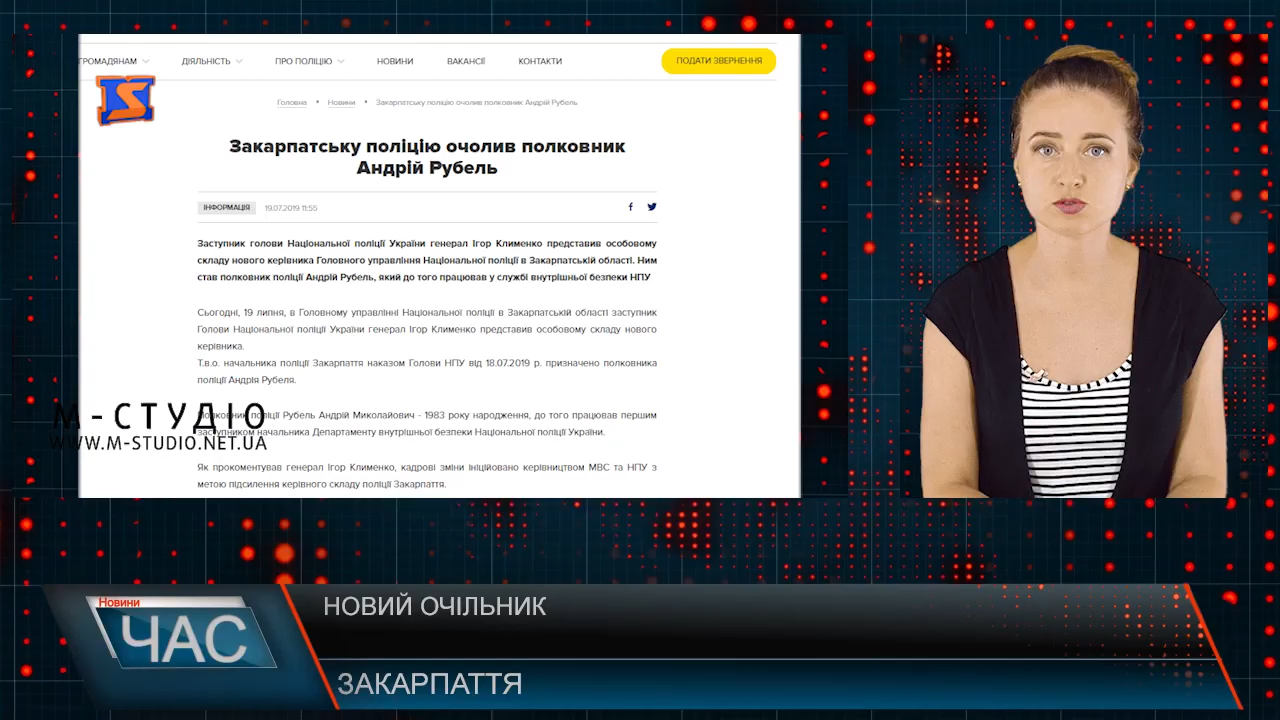 ГРОМАДЯНАМ ДІЯЛЬНІСТЬ ПРО ПОЛІЦІЮ НОВИНИ ВАКАНСІЇ КОНТАКТИ ПОДАТИ ЗВЕРНЕННЯ
Головна • Новини • Закарпатську поліцію очолив полковник Андрій Рубель
Закарпатську поліцію очолив полковник
Андрій Рубель
ІНФОРМАЦІЯ 19.07.2019 11:55
Заступник голови Національної поліції України генерал Ігор Клименко представив особовому
складу нового керівника Головного управління Національної поліції в Закарпатській області. Ним
став полковник поліції Андрій Рубель, який до того працював у службі внутрішньої безпеки НПУ
Сьогодні, 19 липня, в Головному управлінні Національної поліції в Закарпатській області заступник
Голови Національної поліції України генерал Ігор Клименко представив особовому складу нового
керівника.
Т.в.о. начальника поліції Закарпаття наказом Голови НПУ від 18.07.2019 р. призначено полковника
поліції Андрія Рубеля.
Полковник поліції Рубель Андрій Миколайович - 1983 року народження, до того працював першим
заступником начальника Департаменту внутрішньої безпеки Національної поліції України.
Як прокоментував генерал Ігор Клименко, кадрові зміни ініційовано керівництвом МВС та НПУ з
метою підсилення керівного складу поліції Закарпаття.
М-СТУДІО
WWW.M-STUDIO.NET.UA
Новини
ЧАС
НОВИЙ ОЧІЛЬНИК
ЗАКАРПАТТЯ